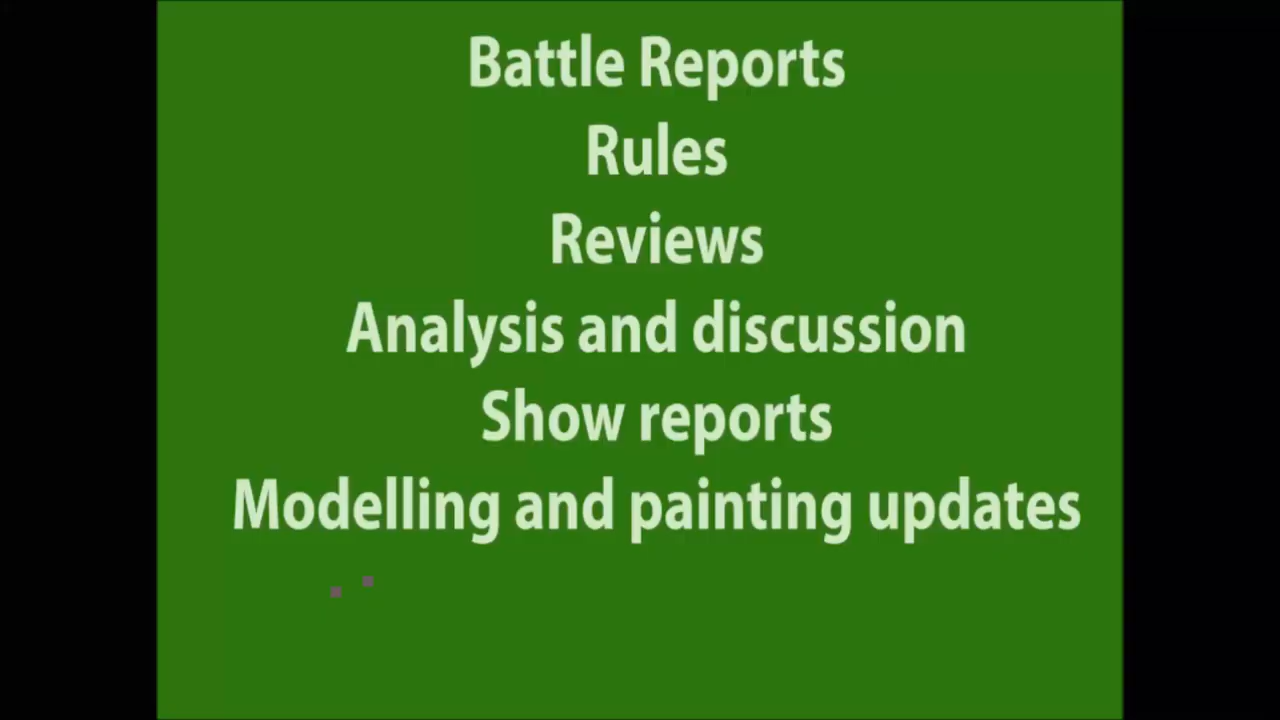 Battle Reports
Rules
Reviews
Analysis and discussion
Show reports
Modelling and painting updates